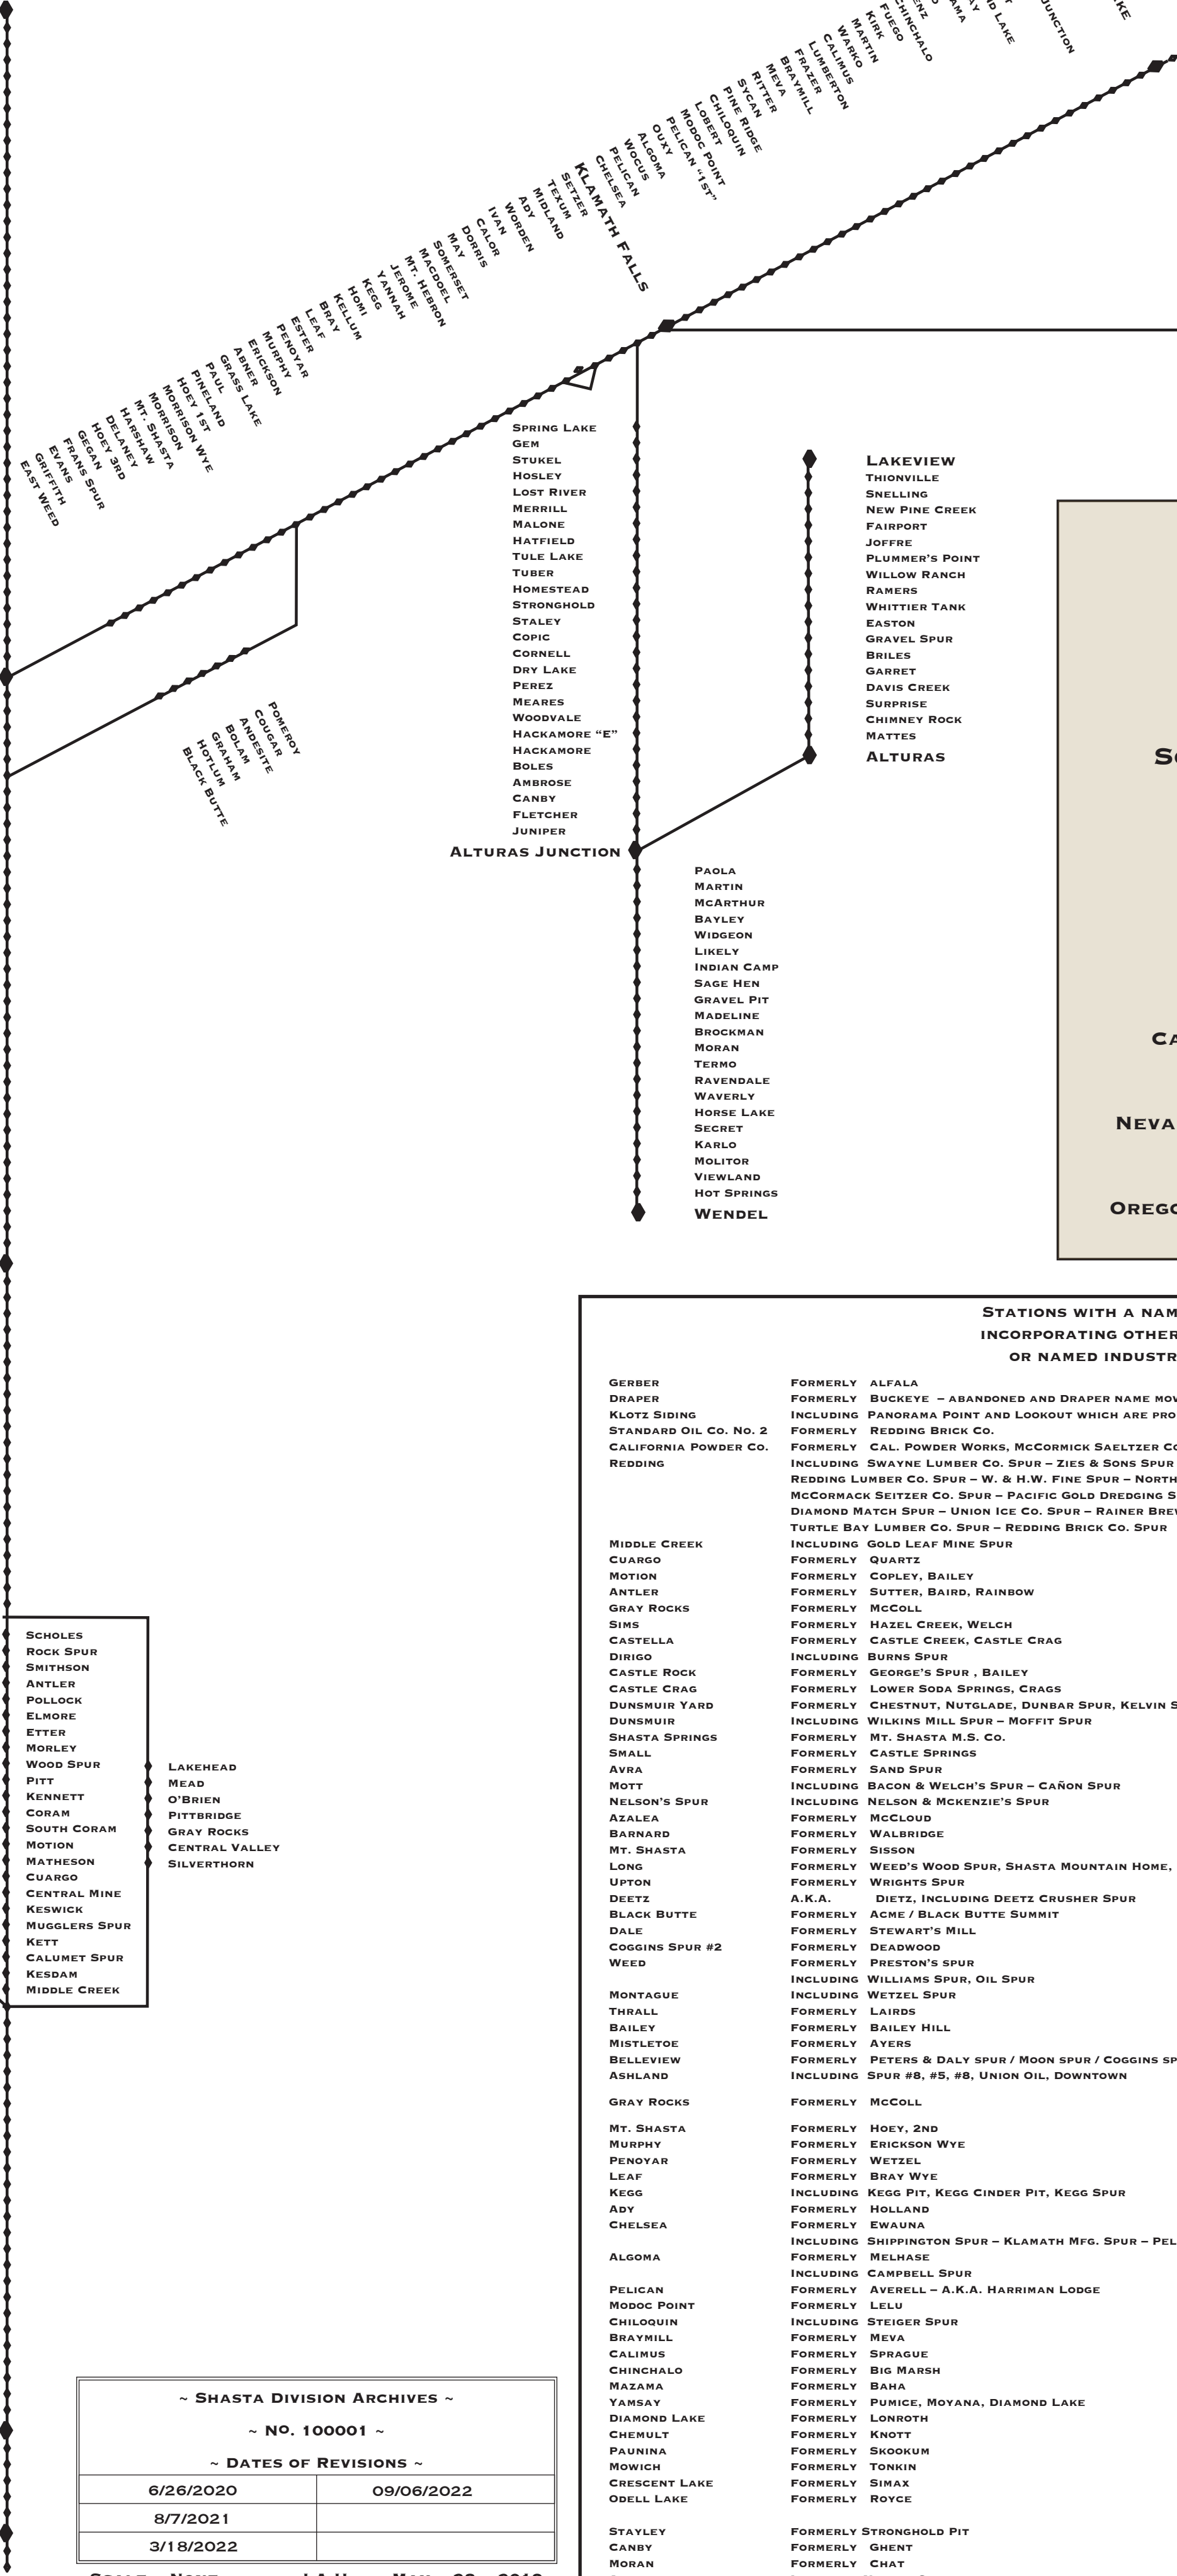 East Weed
Griffith
Evans
Frans Spur
Gegan
Hoey 3rd
Delaney
Harshaw
Mt. Shasta
Morrison
Morrison Wye
Hoey 1st
Pineland
Paul
Grass Lake
Abner
Erickson
Murphy
Penoyar
Ester
Leaf
Bray
Kellum
Homi
Kegg
Yannah
Jerome
Mt. Hebron
Macdoel
Somerset
May
Dorris
Calor
Ivan
Worden
Ady
Midland
Texum
Setzer
Klamath Falls
Chelsea
Pelican
Wocus
Algoma
Ouxy
Pelican “1st”
Modoc Point
Lobert
Chiloquin
Pine Ridge
Sycan
Ritter
Meva
Braymill
Frazer
Lumberton
Calimus
Warko
Martin
Kirk
Fuego
Chinchalo
Junction
Spring Lake
Gem
Stukel
Hosley
Lost River
Merrill
Malone
Hatfield
Tule Lake
Tuber
Homestead
Stronghold
Staley
Copic
Cornell
Dry Lake
Perez
Meares
Woodvale
Hackamore “E”
Hackamore
Boles
Ambrose
Canby
Fletcher
Juniper
Alturas Junction
Lakeview
Thionville
Snelling
New Pine Creek
Fairport
Joffre
Plummer's Point
Willow Ranch
Ramers
Whittier Tank
Easton
Gravel Spur
Briles
Garret
Davis Creek
Surprise
Chimney Rock
Mattes
Alturas
Pomeroy
Cougar
Andesite
Bolam
Graham
Hotlum
Black Butte
Paola
Martin
McArthur
Bayley
Widgeon
Likely
Indian Camp
Sage Hen
Gravel Pit
Madeline
Brockman
Moran
Termo
Ravendale
Waverly
Horse Lake
Secret
Karlo
Molitor
Viewland
Hot Springs
Wendel
Scholes
Rock Spur
Smithson
Antler
Pollock
Elmore
Etter
Morley
Wood Spur
Pitt
Kennett
Coram
South Coram
Motion
Matheson
Cuargo
Central Mine
Keswick
Mugglers Spur
Kett
Calumet Spur
Kesdam
Middle Creek
Lakehead
Mead
O'Brien
Pittbridge
Gray Rocks
Central Valley
Silverthorn
Stations with a
incorporating other
or named
Gerber Formerly alfala
Draper Formerly Buckeye – abandoned and Draper name
Klotz Siding Including Panorama Point and Lookout which are
Standard Oil Co. No. 2 Formerly Redding Brick Co.
California Powder Co. Formerly Cal. Powder Works, McCormick Saeltzer
Redding Including Swayne Lumber Co. Spur – Zies & Sons Spur
Redding Lumber Co. Spur – W. & H.W. Fine Spur – North
McCormack Seitzer Co. Spur – Pacific Gold Dredging
Diamond Match Spur – Union Ice Co. Spur – Rainer
Turtle Bay Lumber Co. Spur – Redding Brick Co. Spur
Middle Creek Including Gold Leaf Mine Spur
Cuargo Formerly Quartz
Motion Formerly Copley, Bailey
Antler Formerly Sutter, Baird, Rainbow
Gray Rocks Formerly McColl
Sims Formerly Hazel Creek, Welch
Castella Formerly Castle Creek, Castle Crag
Dirigo Including Burns Spur
Castle Rock Formerly George's Spur , Bailey
Castle Crag Formerly Lower Soda Springs, Crags
Dunsmuir Yard Formerly Chestnut, Nutglade, Dunbar Spur, Kelvin
Dunsmuir Including Wilkins Mill Spur – Moffit Spur
Shasta Springs Formerly Mt. Shasta M.S. Co.
Small Formerly Castle Springs
Avra Formerly Sand Spur
Mott Including Bacon & Welch's Spur – Cañon Spur
Nelson's Spur Including Nelson & Mckenzie's Spur
Azalea Formerly McCloud
Barnard Formerly Walbridge
Mt. Shasta Formerly Sisson
Long Formerly Weed's Wood Spur, Shasta Mountain Home,
Upton Formerly Wrights Spur
Deetz A.K.A. Dietz, Including Deetz Crusher Spur
Black Butte Formerly Acme / Black Butte Summit
Dale Formerly Stewart's Mill
Coggins Spur #2 Formerly Deadwood
Weed Formerly Preston's spur
Including Williams Spur, Oil Spur
Montague Including Wetzel Spur
Thrall Formerly Lairds
Bailey Formerly Bailey Hill
Mistletoe Formerly Ayers
Belleview Formerly Peters & Daly spur / Moon spur / Coggins
Ashland Including Spur #8, #5, #8, Union Oil, Downtown
Gray Rocks Formerly McColl
Mt. Shasta Formerly Hoey, 2nd
Murphy Formerly Erickson Wye
Penoyar Formerly Wetzel
Leaf Formerly Bray Wye
Kegg Including Kegg Pit, Kegg Cinder Pit, Kegg Spur
Ady Formerly Holland
Chelsea Formerly Ewauna
Including Shippington Spur – Klamath Mfg. Spur –
Algoma Formerly Melhase
Including Campbell Spur
Pelican Formerly Averell – A.K.A. Harriman Lodge
Modoc Point Formerly Lelu
Chiloquin Including Steiger Spur
Braymill Formerly Meva
Calimus Formerly Sprague
Chinchalo Formerly Big Marsh
Mazama Formerly Baha
Yamsay Formerly Pumice, Moyana, Diamond Lake
Diamond Lake Formerly Lonroth
Chemult Formerly Knott
Paunina Formerly Skookum
Mowich Formerly Tonkin
Crescent Lake Formerly Simax
Odell Lake Formerly Royce
Stayley Formerly Stronghold Pit
Canby Formerly Ghent
Moran Formerly Chat
~ Shasta Division Archives ~
~ No. 100001 ~
~ Dates of Revisions ~
6/26/2020 09/06/2022
8/7/2021
3/18/2022